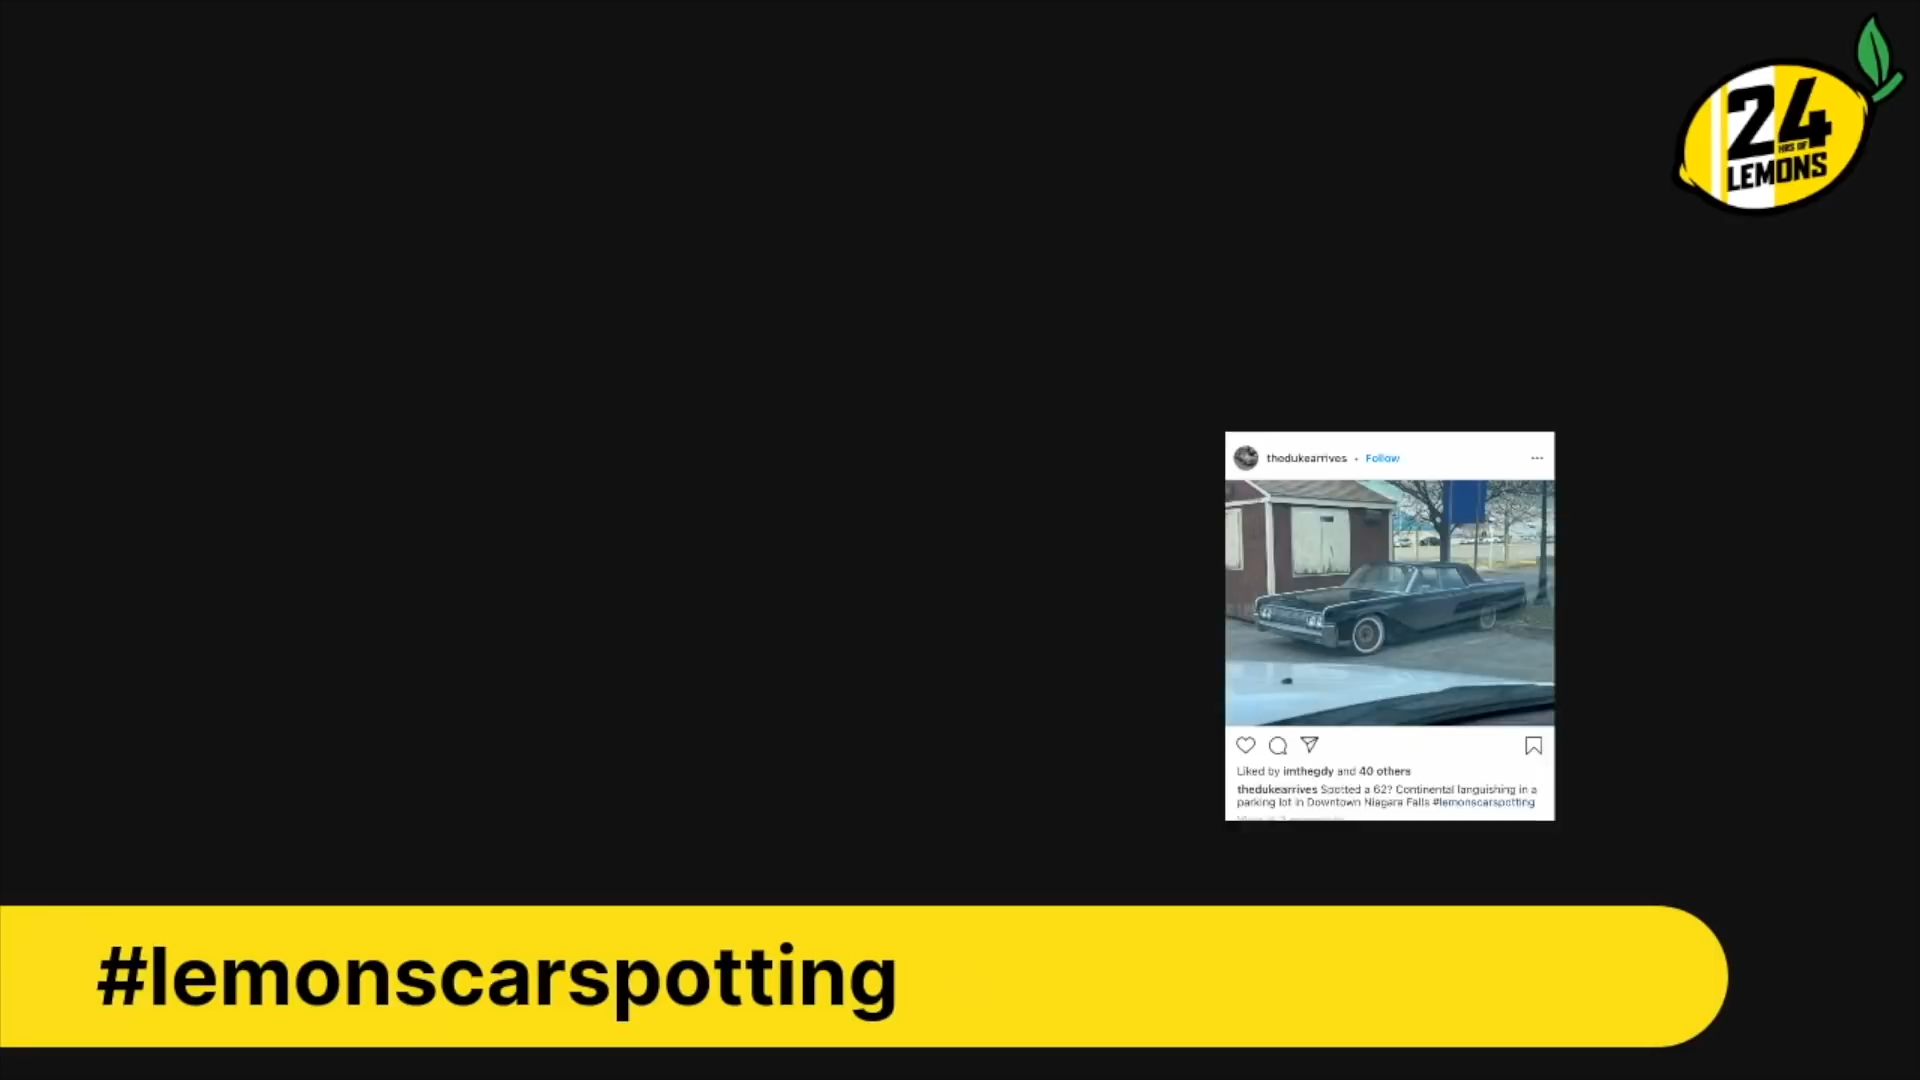 24
HRS OF
LEMONS
thedukearrives • Follow
Liked by imthegdy and 40 others
thedukearrives Spotted a 62? Continental languishing in a
parking lot in Downtown Niagara Falls #lemonscarspotting
#lemonscarspotting